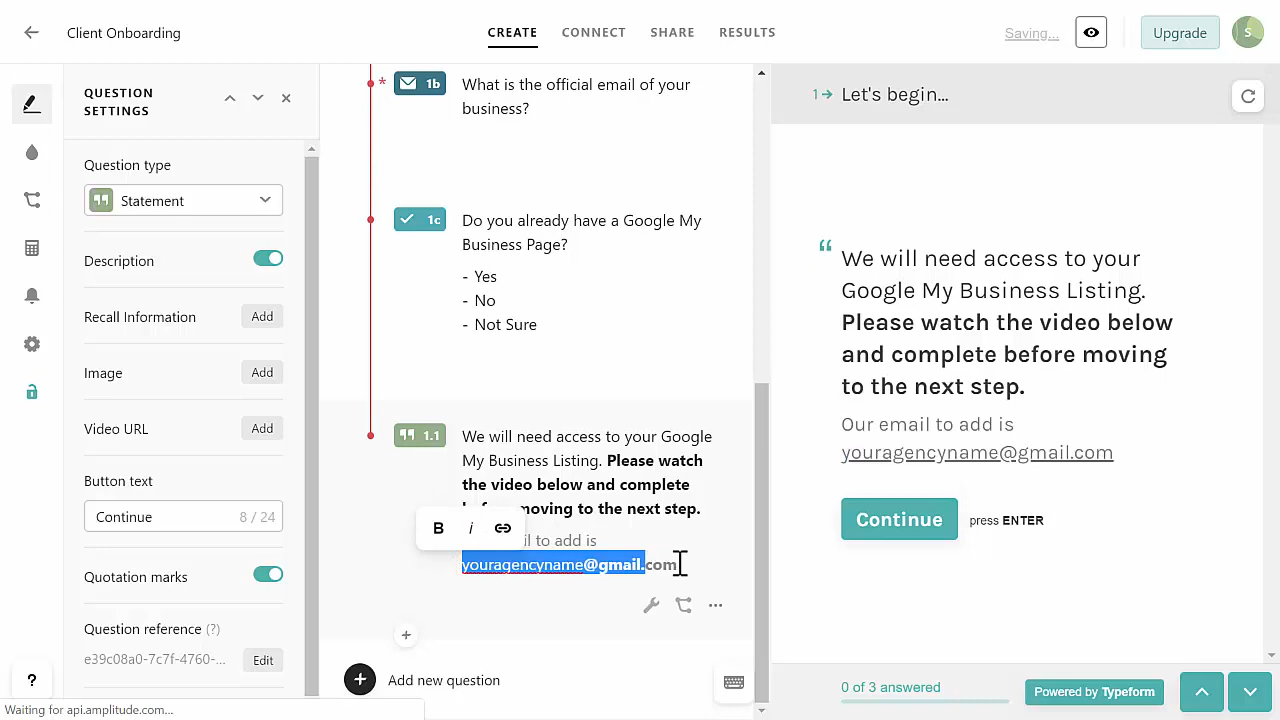 Client Onboarding
CREATE
CONNECT
SHARE
RESULTS
Saving...
Upgrade
S
QUESTION
SETTINGS
Question type
Statement
Description
Recall Information
Add
Image
Add
Video URL
Add
Button text
Continue
8 / 24
Quotation marks
Question reference (?)
e39c08a0-7c7f-4760-...
Edit
?
Waiting for api.amplitude.com...
* 1b
What is the official email of your
business?
1c
Do you already have a Google My
Business Page?
- Yes
- No
- Not Sure
1.1
We will need access to your Google
My Business Listing. Please watch
the video below and complete
moving to the next step.
B i
to add is
youragencyname@gmail.com
Add new question
1 Let's begin...
“ We will need access to your
Google My Business Listing.
Please watch the video below
and complete before moving
to the next step.
Our email to add is
youragencyname@gmail.com
Continue
press ENTER
0 of 3 answered
Powered by Typeform